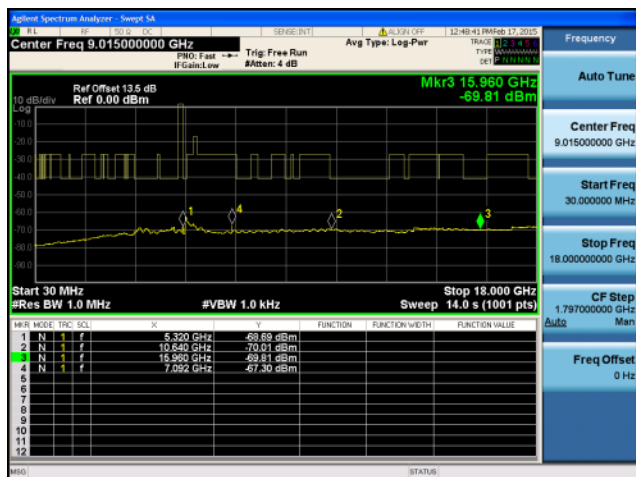 Agilent Spectrum Analyzer - Swept SA
RL RF 50 Ω DC SENSE:INT ALIGN OFF 12:48:41 PM Feb 17, 2015
Center Freq 9.015000000 GHz
PNO: Fast
IFGain:Low
Trig: Free Run
#Atten: 4 dB
Avg Type: Log-Pwr
TRACE 1 2 3 4 5 6
TYPE
DET P N N N N N
Ref Offset 13.5 dB
Ref 0.00 dBm
10 dB/div
Log
Mkr3 15.960 GHz
-69.81 dBm
-10.0
-20.0
-30.0
-40.0
-50.0
-60.0
-70.0
-80.0
-90.0
1
4
2
3
Start 30 MHz
Stop 18.000 GHz
#Res BW 1.0 MHz
#VBW 1.0 kHz
Sweep 14.0 s (1001 pts)
MKR MODE TRC SCL X Y FUNCTION FUNCTION WIDTH FUNCTION VALUE
1 N 1 f 5.320 GHz -68.69 dBm
2 N 1 f 10.640 GHz -70.01 dBm
3 N 1 f 15.960 GHz -69.81 dBm
4 N 1 f 7.092 GHz -67.30 dBm
5
6
7
8
9
10
11
12
MSG
STATUS
Frequency
Auto Tune
Center Freq
9.015000000 GHz
Start Freq
30.000000 MHz
Stop Freq
18.000000000 GHz
CF Step
1.797000000 GHz
Auto Man
Freq Offset
0 Hz